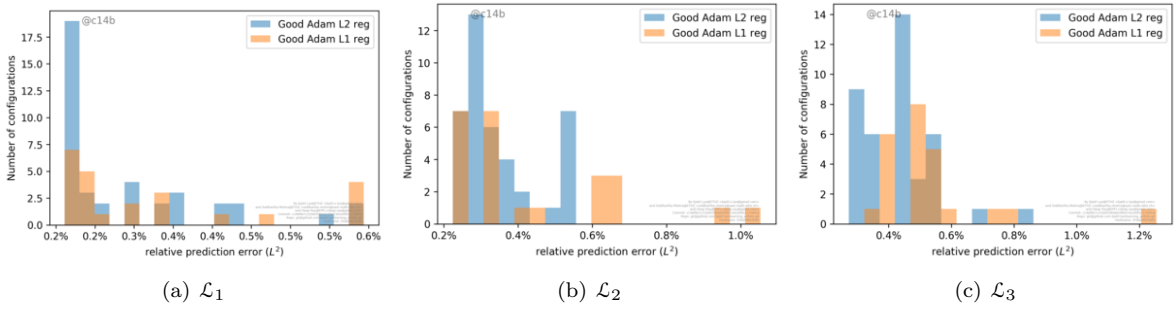 @c14b
Good Adam L2 reg
Good Adam L1 reg
Number of configurations
17.5
15.0
12.5
10.0
7.5
5.0
2.5
0.0
0.2% 0.2% 0.3% 0.4% 0.4% 0.5% 0.5% 0.5% 0.6%
relative prediction error (L²)
(a) ℒ₁
@c14b
Good Adam L2 reg
Good Adam L1 reg
Number of configurations
12
10
8
6
4
2
0
0.2% 0.4% 0.6% 0.8% 1.0%
relative prediction error (L²)
(b) ℒ₂
@c14b
Good Adam L2 reg
Good Adam L1 reg
Number of configurations
14
12
10
8
6
4
2
0
0.4% 0.6% 0.8% 1.0% 1.2%
relative prediction error (L²)
(c) ℒ₃